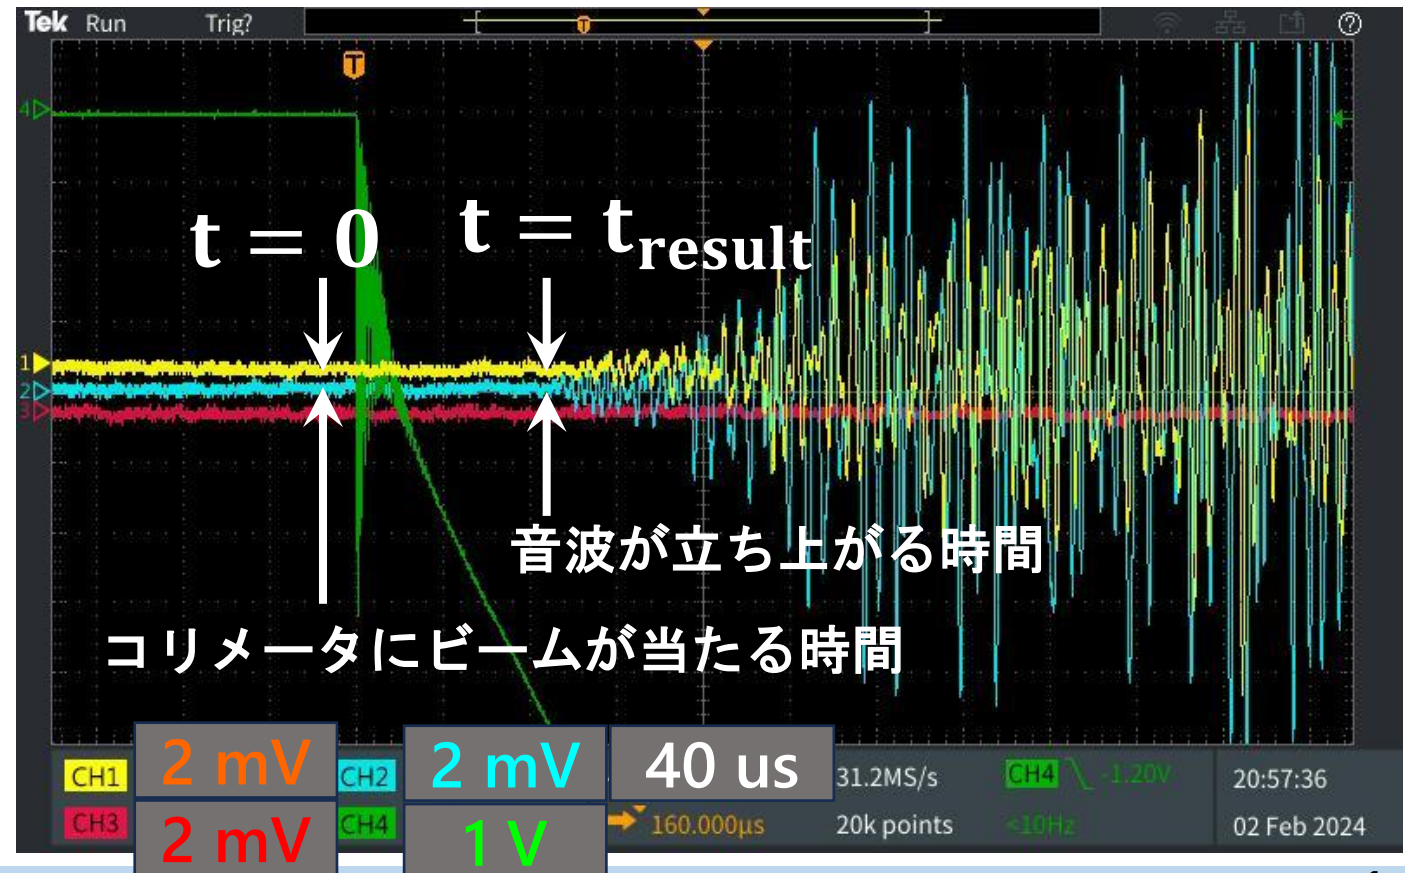 Tek Run Trig?
T
T
4
t = 0
t = t_result
1
2
3
音波が立ち上がる時間
コリメータにビームが当たる時間
CH1 2 mV CH2 2 mV 40 us 31.2MS/s CH4 -1.20V 20:57:36
CH3 2 mV CH4 1 V 160.000µs 20k points <10Hz 02 Feb 2024